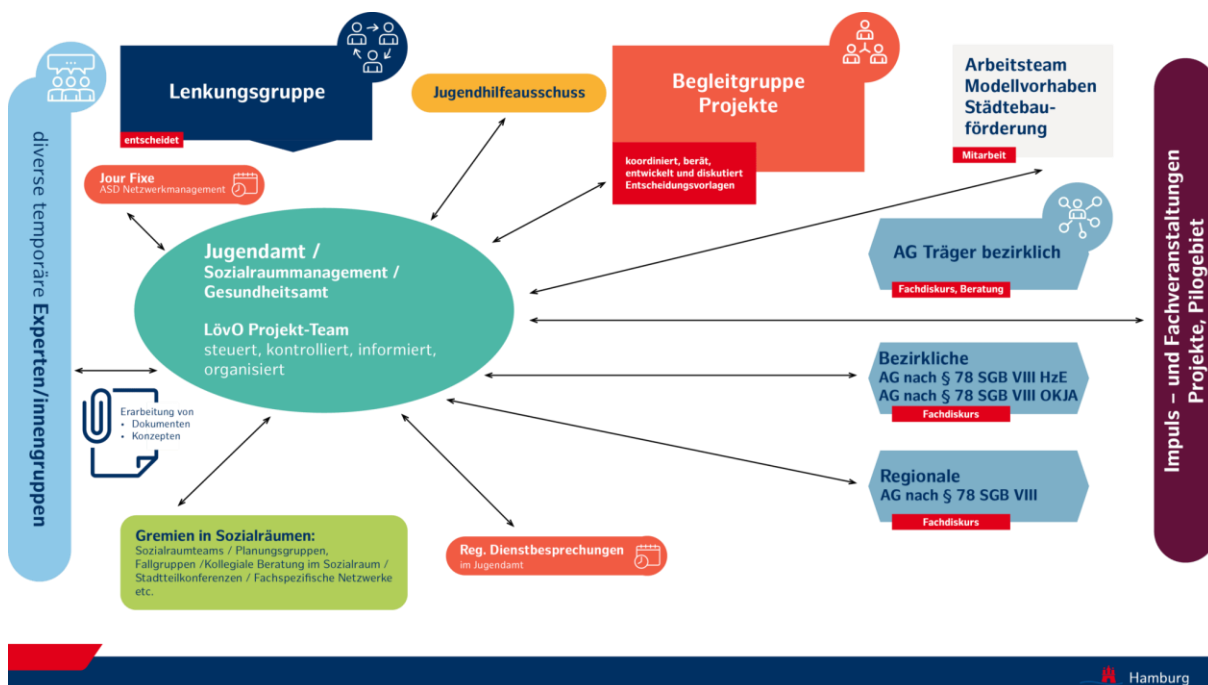 diverse temporäre Experten/innengruppen
Lenkungsgruppe
entscheidet
Jugendhilfeausschuss
Begleitgruppe
Projekte
koordiniert, berät,
entwickelt und diskutiert
Entscheidungsvorlagen
Arbeitsteam
Modellvorhaben
Städtebau-
förderung
Mitarbeit
Jour Fixe
ASD Netzwerkmanagement
Jugendamt /
Sozialraummanagement /
Gesundheitsamt
LövO Projekt-Team
steuert, kontrolliert, informiert,
organisiert
AG Träger bezirklich
Fachdiskurs, Beratung
Bezirkliche
AG nach § 78 SGB VIII HzE
AG nach § 78 SGB VIII OKJA
Fachdiskurs
Regionale
AG nach § 78 SGB VIII
Fachdiskurs
Erarbeitung von
• Dokumenten
• Konzepten
Gremien in Sozialräumen:
Sozialraumteams / Planungsgruppen,
Fallgruppen /Kollegiale Beratung im Sozialraum /
Stadtteilkonferenzen / Fachspezifische Netzwerke
etc.
Reg. Dienstbesprechungen
im Jugendamt
Impuls – und Fachveranstaltungen
Projekte, Pilogebiet
Hamburg